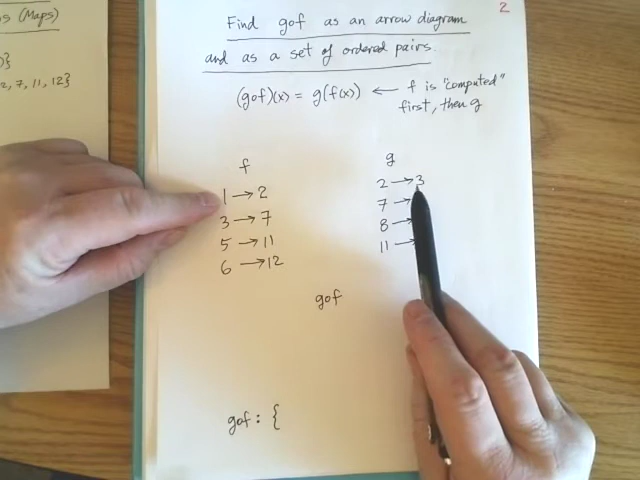 s (Maps)
)}
2, 7, 11, 12}
2
Find gof as an arrow diagram
and as a set of ordered pairs.
(gof)(x) = g(f(x)) ← f is "computed"
first, then g
f
1 → 2
3 → 7
5 → 11
6 → 12
g
2 → 3
7 →
8 →
11 →
gof
gof : {